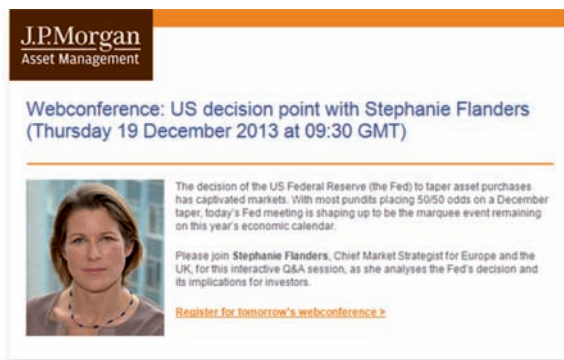 J.P.Morgan
Asset Management
Webconference: US decision point with Stephanie Flanders
(Thursday 19 December 2013 at 09:30 GMT)
The decision of the US Federal Reserve (the Fed) to taper asset purchases
has captivated markets. With most pundits placing 50/50 odds on a December
taper, today's Fed meeting is shaping up to be the marquee event remaining
on this year's economic calendar.
Please join Stephanie Flanders, Chief Market Strategist for Europe and the
UK, for this interactive Q&A session, as she analyses the Fed's decision and
its implications for investors.
Register for tomorrow's webconference >